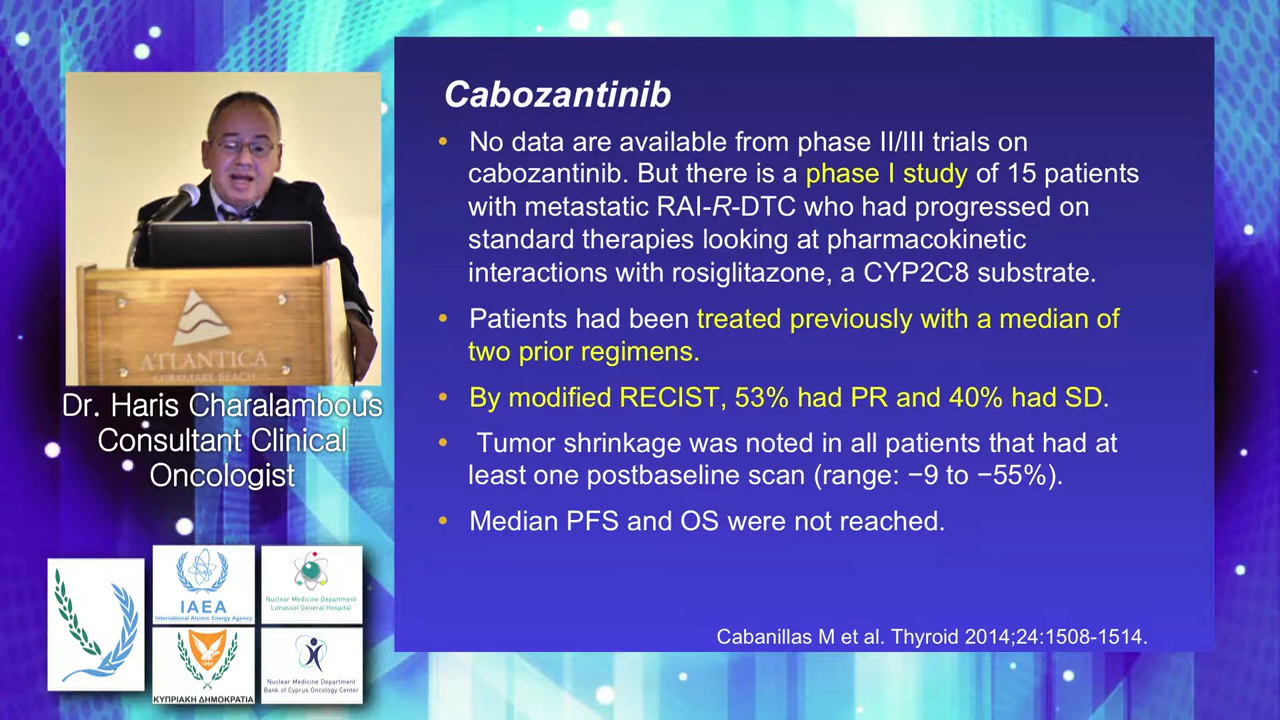 Cabozantinib
• No data are available from phase II/III trials on
cabozantinib. But there is a phase I study of 15 patients
with metastatic RAI-R-DTC who had progressed on
standard therapies looking at pharmacokinetic
interactions with rosiglitazone, a CYP2C8 substrate.
• Patients had been treated previously with a median of
two prior regimens.
• By modified RECIST, 53% had PR and 40% had SD.
• Tumor shrinkage was noted in all patients that had at
least one postbaseline scan (range: −9 to −55%).
• Median PFS and OS were not reached.
Cabanillas M et al. Thyroid 2014;24:1508-1514.
ATLANTICA
MIRAMARE BEACH
Dr. Haris Charalambous
Consultant Clinical
Oncologist
IAEA
International Atomic Energy Agency
Nuclear Medicine Department
Limassol General Hospital
1960
ΚΥΠΡΙΑΚΗ ΔΗΜΟΚΡΑΤΙΑ
Nuclear Medicine Department
Bank of Cyprus Oncology Center